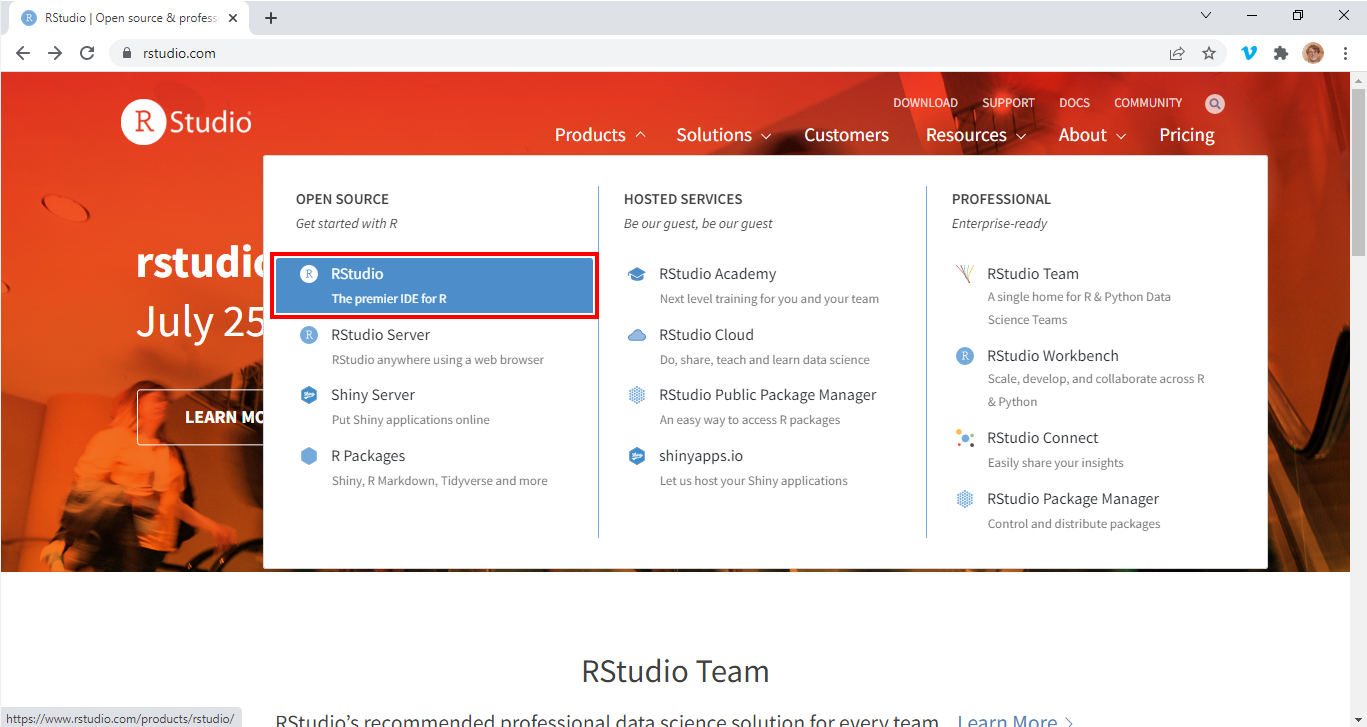 RStudio | Open source & profess
rstudio.com
DOWNLOAD SUPPORT DOCS COMMUNITY
R Studio
Products Solutions Customers Resources About Pricing
OPEN SOURCE
Get started with R
RStudio
The premier IDE for R
RStudio Server
RStudio anywhere using a web browser
Shiny Server
Put Shiny applications online
R Packages
Shiny, R Markdown, Tidyverse and more
HOSTED SERVICES
Be our guest, be our guest
RStudio Academy
Next level training for you and your team
RStudio Cloud
Do, share, teach and learn data science
RStudio Public Package Manager
An easy way to access R packages
shinyapps.io
Let us host your Shiny applications
PROFESSIONAL
Enterprise-ready
RStudio Team
A single home for R & Python Data
Science Teams
RStudio Workbench
Scale, develop, and collaborate across R
& Python
RStudio Connect
Easily share your insights
RStudio Package Manager
Control and distribute packages
rstudio
July 25
LEARN MO
RStudio Team
RStudio's recommended professional data science solution for every team. Learn More >
https://www.rstudio.com/products/rstudio/